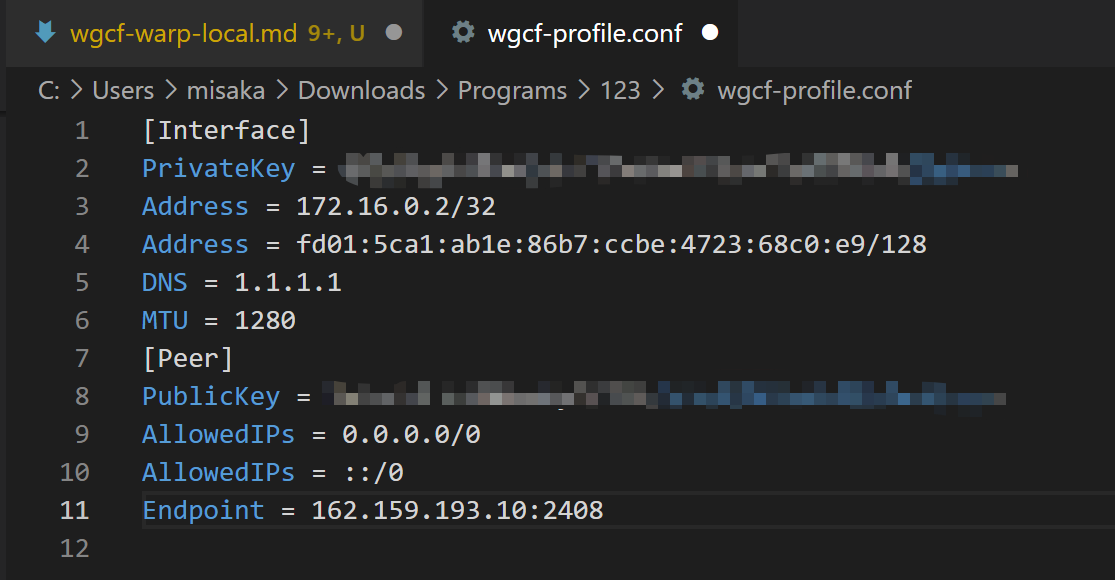 wgcf-warp-local.md 9+, U
wgcf-profile.conf
C: > Users > misaka > Downloads > Programs > 123 > wgcf-profile.conf
1 [Interface]
2 PrivateKey =
3 Address = 172.16.0.2/32
4 Address = fd01:5ca1:ab1e:86b7:ccbe:4723:68c0:e9/128
5 DNS = 1.1.1.1
6 MTU = 1280
7 [Peer]
8 PublicKey =
9 AllowedIPs = 0.0.0.0/0
10 AllowedIPs = ::/0
11 Endpoint = 162.159.193.10:2408
12